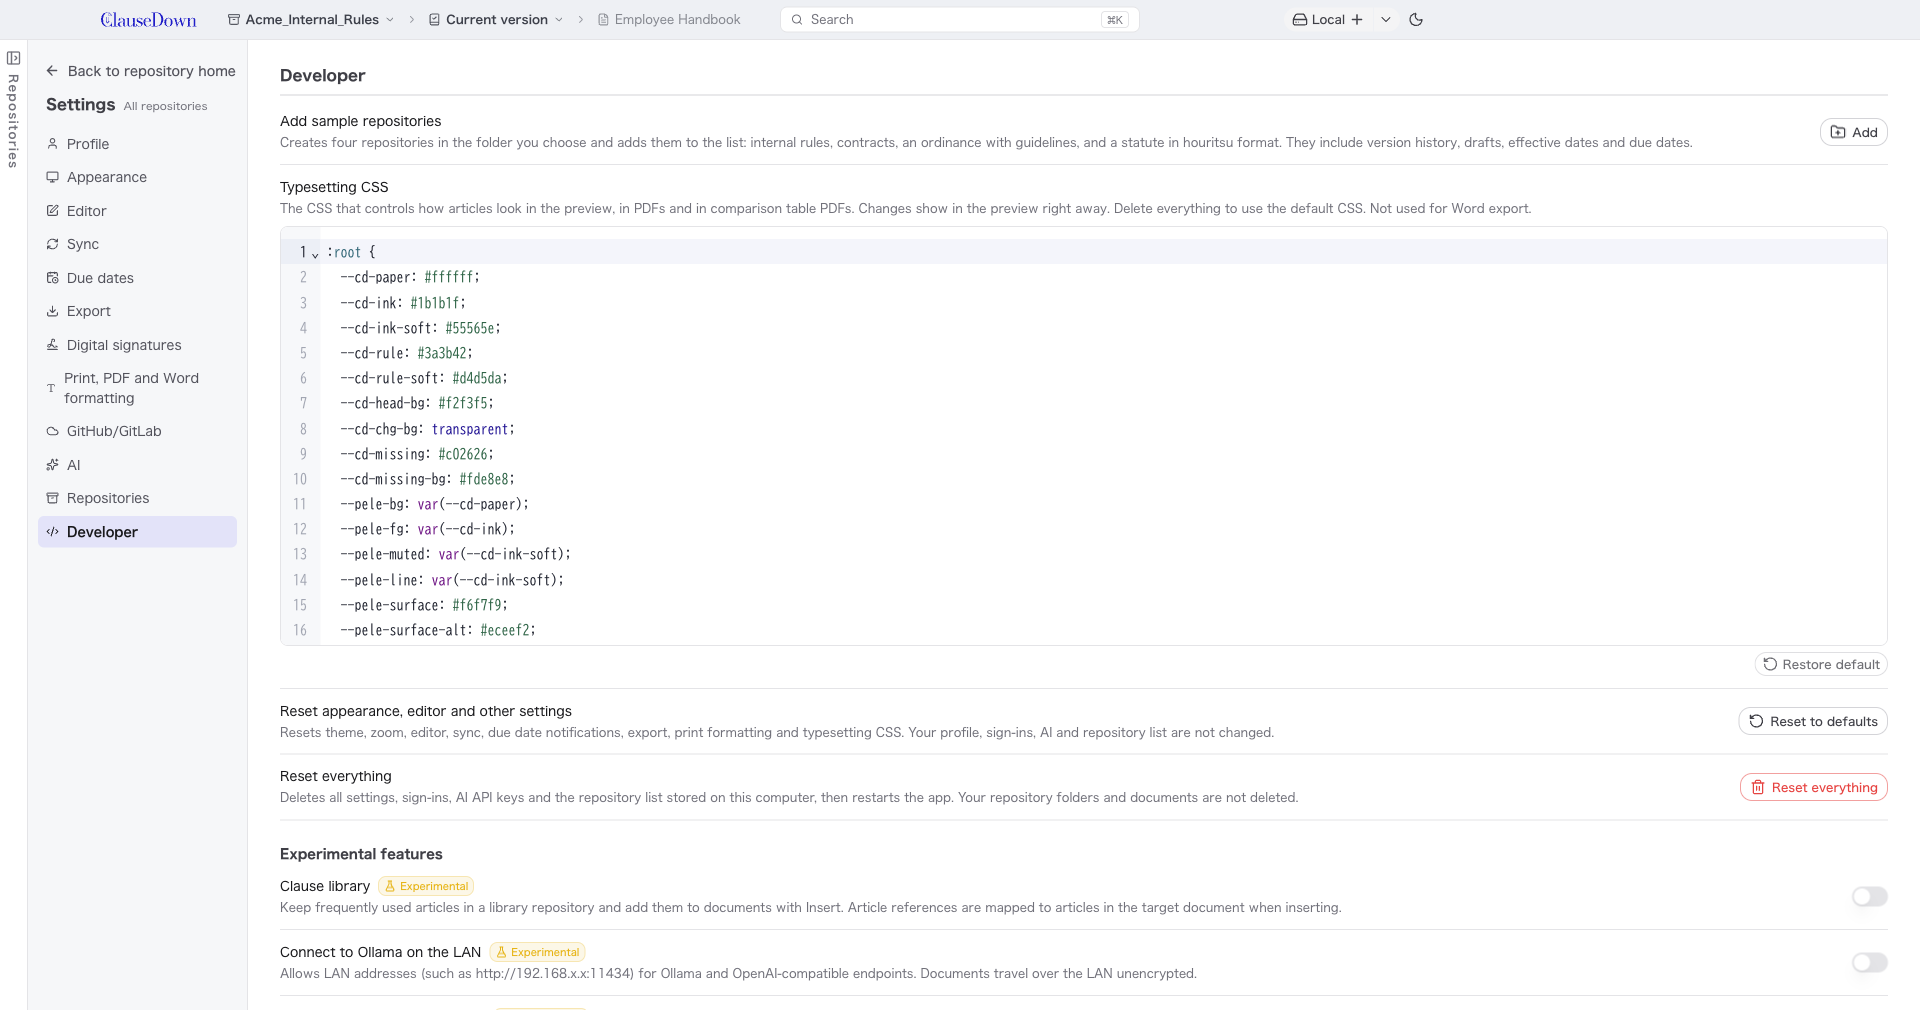 ClauseDown
Acme_Internal_Rules
Current version
Employee Handbook
Search
⌘K
Local
Repositories
Back to repository home
Settings All repositories
Profile
Appearance
Editor
Sync
Due dates
Export
Digital signatures
Print, PDF and Word
formatting
GitHub/GitLab
AI
Repositories
Developer
Developer
Add sample repositories
Creates four repositories in the folder you choose and adds them to the list: internal rules, contracts, an ordinance with guidelines, and a statute in houritsu format. They include version history, drafts, effective dates and due dates.
Add
Typesetting CSS
The CSS that controls how articles look in the preview, in PDFs and in comparison table PDFs. Changes show in the preview right away. Delete everything to use the default CSS. Not used for Word export.
1 :root {
2 --cd-paper: #ffffff;
3 --cd-ink: #1b1b1f;
4 --cd-ink-soft: #55565e;
5 --cd-rule: #3a3b42;
6 --cd-rule-soft: #d4d5da;
7 --cd-head-bg: #f2f3f5;
8 --cd-chg-bg: transparent;
9 --cd-missing: #c02626;
10 --cd-missing-bg: #fde8e8;
11 --pele-bg: var(--cd-paper);
12 --pele-fg: var(--cd-ink);
13 --pele-muted: var(--cd-ink-soft);
14 --pele-line: var(--cd-ink-soft);
15 --pele-surface: #f6f7f9;
16 --pele-surface-alt: #eceef2;
Restore default
Reset appearance, editor and other settings
Resets theme, zoom, editor, sync, due date notifications, export, print formatting and typesetting CSS. Your profile, sign-ins, AI and repository list are not changed.
Reset to defaults
Reset everything
Deletes all settings, sign-ins, AI API keys and the repository list stored on this computer, then restarts the app. Your repository folders and documents are not deleted.
Reset everything
Experimental features
Clause library Experimental
Keep frequently used articles in a library repository and add them to documents with Insert. Article references are mapped to articles in the target document when inserting.
Connect to Ollama on the LAN Experimental
Allows LAN addresses (such as http://192.168.x.x:11434) for Ollama and OpenAI-compatible endpoints. Documents travel over the LAN unencrypted.